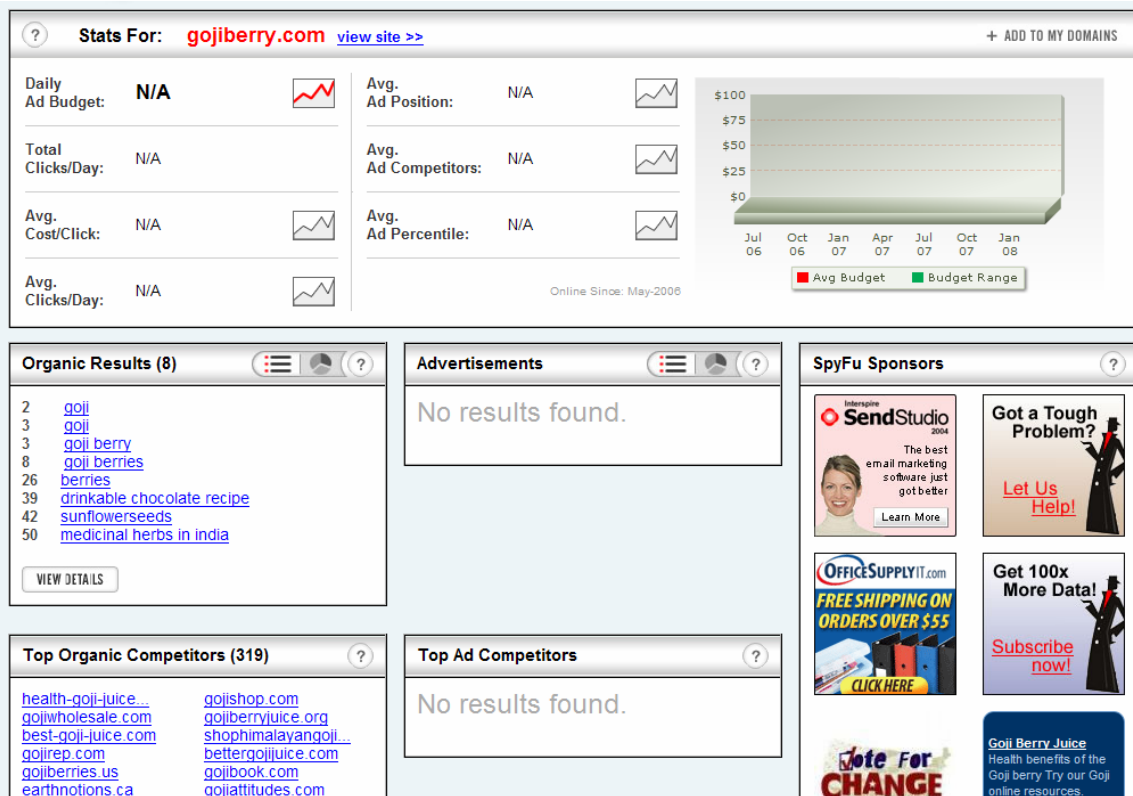 ? Stats For: gojiberry.com view site >> + ADD TO MY DOMAINS
Daily
Ad Budget: N/A
Total
Clicks/Day: N/A
Avg.
Cost/Click: N/A
Avg.
Clicks/Day: N/A
Avg.
Ad Position: N/A
Avg.
Ad Competitors: N/A
Avg.
Ad Percentile: N/A
Online Since: May-2006
$100
$75
$50
$25
$0
Jul Oct Jan Apr Jul Oct Jan
06 06 07 07 07 07 08
Avg Budget Budget Range
Organic Results (8) ?
2 goji
3 goji
3 goji berry
8 goji berries
26 berries
39 drinkable chocolate recipe
42 sunflowerseeds
50 medicinal herbs in india
VIEW DETAILS
Advertisements ?
No results found.
SpyFu Sponsors ?
Interspire
SendStudio
2004
The best
email marketing
software just
got better
Learn More
Got a Tough
Problem?
Let Us
Help!
OFFICESUPPLYIT.com
FREE SHIPPING ON
ORDERS OVER $55
CLICK HERE
Get 100x
More Data!
Subscribe
now!
Vote For
CHANGE
Goji Berry Juice
Health benefits of the
Goji berry Try our Goji
online resources.
Top Organic Competitors (319) ?
health-goji-juice... gojishop.com
gojiwholesale.com gojiberryjuice.org
best-goji-juice.com shophimalayangoji...
gojirep.com bettergojijuice.com
gojiberries.us gojibook.com
earthnotions.ca gojiattitudes.com
Top Ad Competitors ?
No results found.